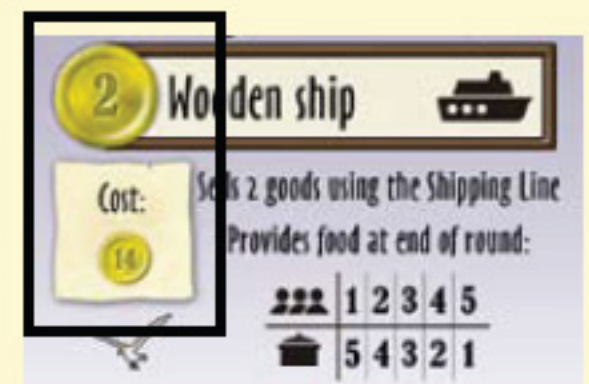 2 Wooden ship
Cost:
14
Sells 2 goods using the Shipping Line
Provides food at end of round:
1 2 3 4 5
5 4 3 2 1